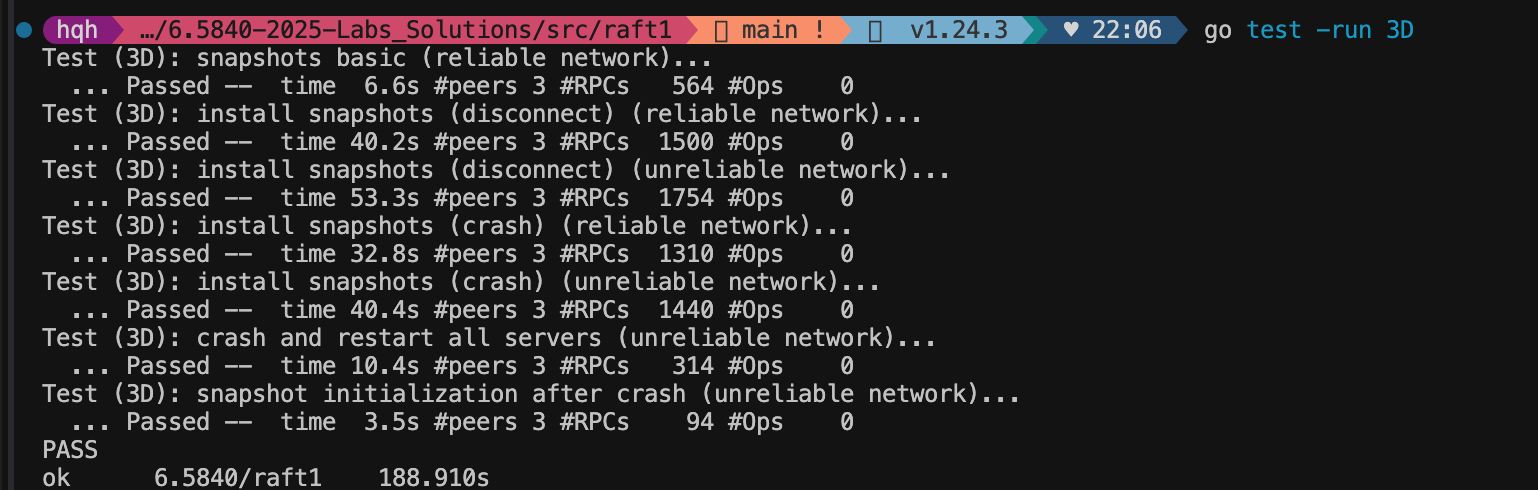 hqh …/6.5840-2025-Labs_Solutions/src/raft1 main ! v1.24.3 ♥ 22:06 go test -run 3D
Test (3D): snapshots basic (reliable network)...
  ... Passed --  time  6.6s #peers 3 #RPCs   564 #Ops    0
Test (3D): install snapshots (disconnect) (reliable network)...
  ... Passed --  time 40.2s #peers 3 #RPCs  1500 #Ops    0
Test (3D): install snapshots (disconnect) (unreliable network)...
  ... Passed --  time 53.3s #peers 3 #RPCs  1754 #Ops    0
Test (3D): install snapshots (crash) (reliable network)...
  ... Passed --  time 32.8s #peers 3 #RPCs  1310 #Ops    0
Test (3D): install snapshots (crash) (unreliable network)...
  ... Passed --  time 40.4s #peers 3 #RPCs  1440 #Ops    0
Test (3D): crash and restart all servers (unreliable network)...
  ... Passed --  time 10.4s #peers 3 #RPCs   314 #Ops    0
Test (3D): snapshot initialization after crash (unreliable network)...
  ... Passed --  time  3.5s #peers 3 #RPCs    94 #Ops    0
PASS
ok      6.5840/raft1    188.910s